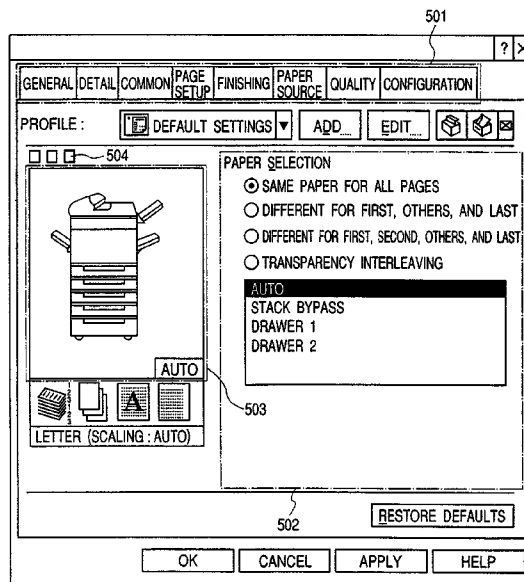 501
? X
GENERAL DETAIL COMMON PAGE SETUP FINISHING PAPER SOURCE QUALITY CONFIGURATION
PROFILE : DEFAULT SETTINGS ADD... EDIT...
504
PAPER SELECTION
SAME PAPER FOR ALL PAGES
DIFFERENT FOR FIRST, OTHERS, AND LAST
DIFFERENT FOR FIRST, SECOND, OTHERS, AND LAST
TRANSPARENCY INTERLEAVING
AUTO
STACK BYPASS
DRAWER 1
DRAWER 2
AUTO
503
A
LETTER (SCALING : AUTO)
502
RESTORE DEFAULTS
OK CANCEL APPLY HELP